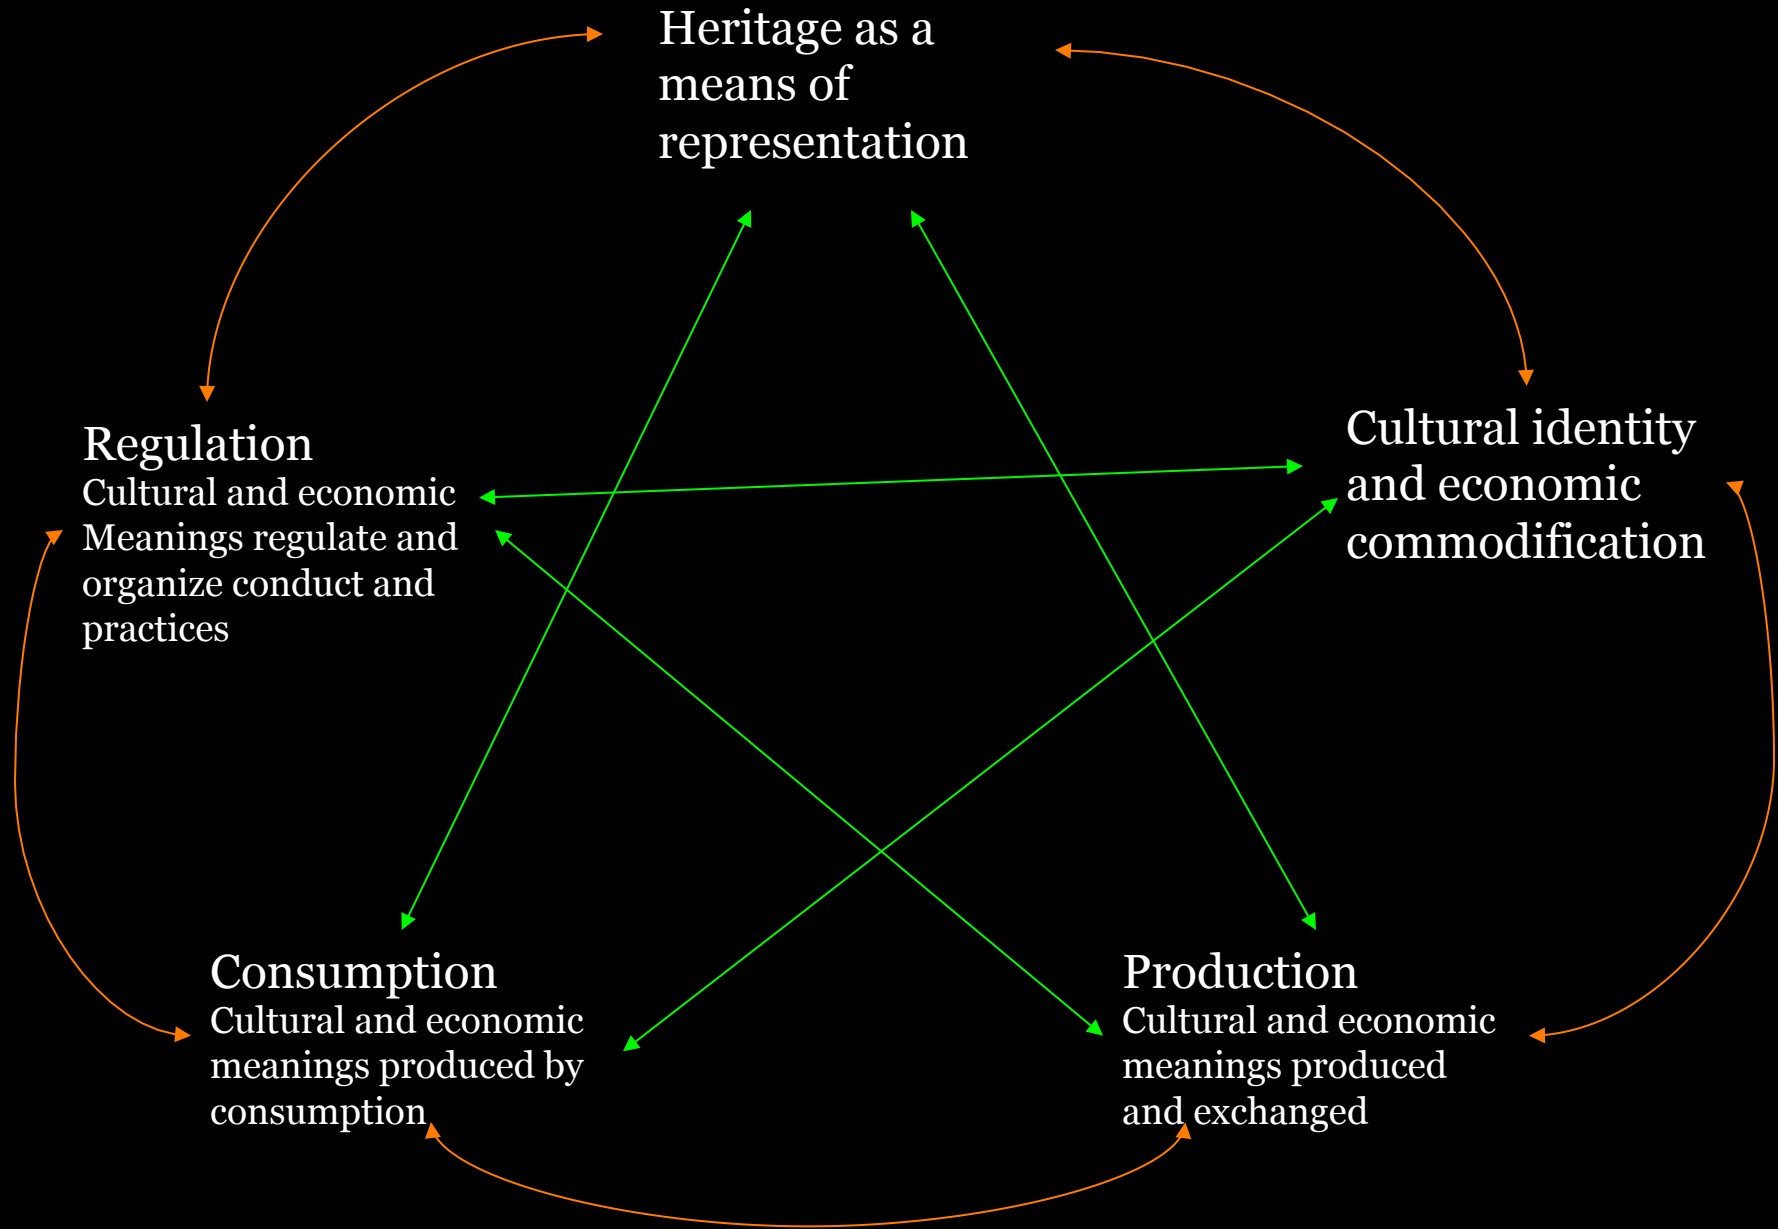 Heritage as a
means of
representation
Regulation
Cultural and economic
Meanings regulate and
organize conduct and
practices
Cultural identity
and economic
commodification
Consumption
Cultural and economic
meanings produced by
consumption
Production
Cultural and economic
meanings produced
and exchanged